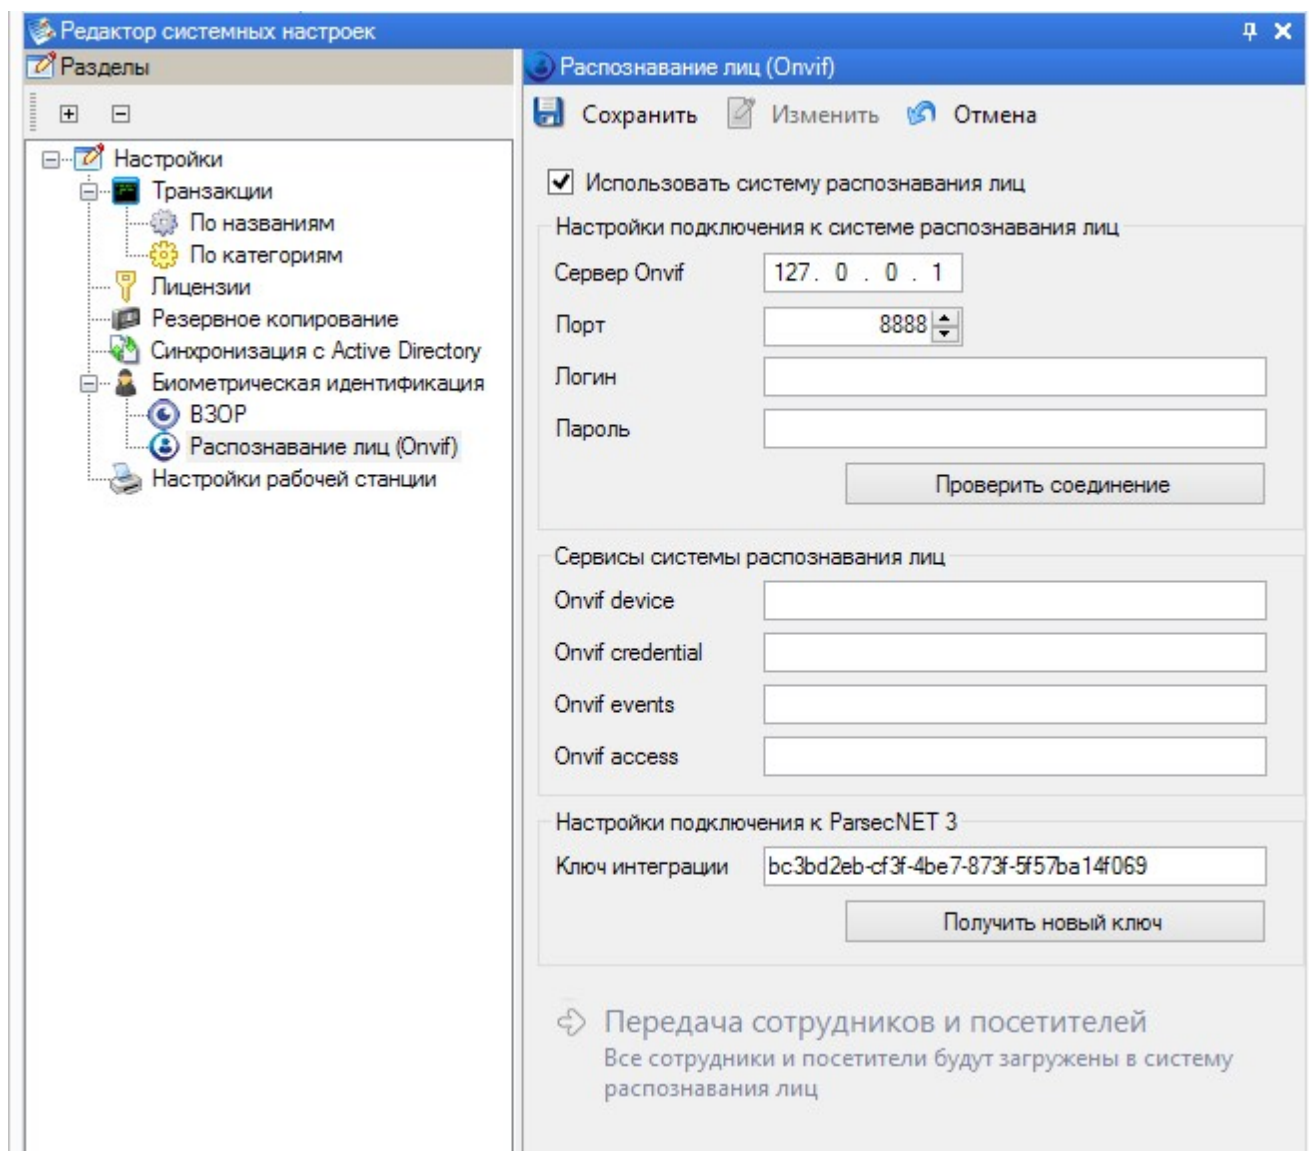 Редактор системных настроек
Разделы
Настройки
Транзакции
По названиям
По категориям
Лицензии
Резервное копирование
Синхронизация с Active Directory
Биометрическая идентификация
ВЗОР
Распознавание лиц (Onvif)
Настройки рабочей станции
Распознавание лиц (Onvif)
Сохранить Изменить Отмена
Использовать систему распознавания лиц
Настройки подключения к системе распознавания лиц
Сервер Onvif 127. 0 . 0 . 1
Порт 8888
Логин
Пароль
Проверить соединение
Сервисы системы распознавания лиц
Onvif device
Onvif credential
Onvif events
Onvif access
Настройки подключения к ParsecNET 3
Ключ интеграции bc3bd2eb-cf3f-4be7-873f-5f57ba14f069
Получить новый ключ
Передача сотрудников и посетителей
Все сотрудники и посетители будут загружены в систему
распознавания лиц